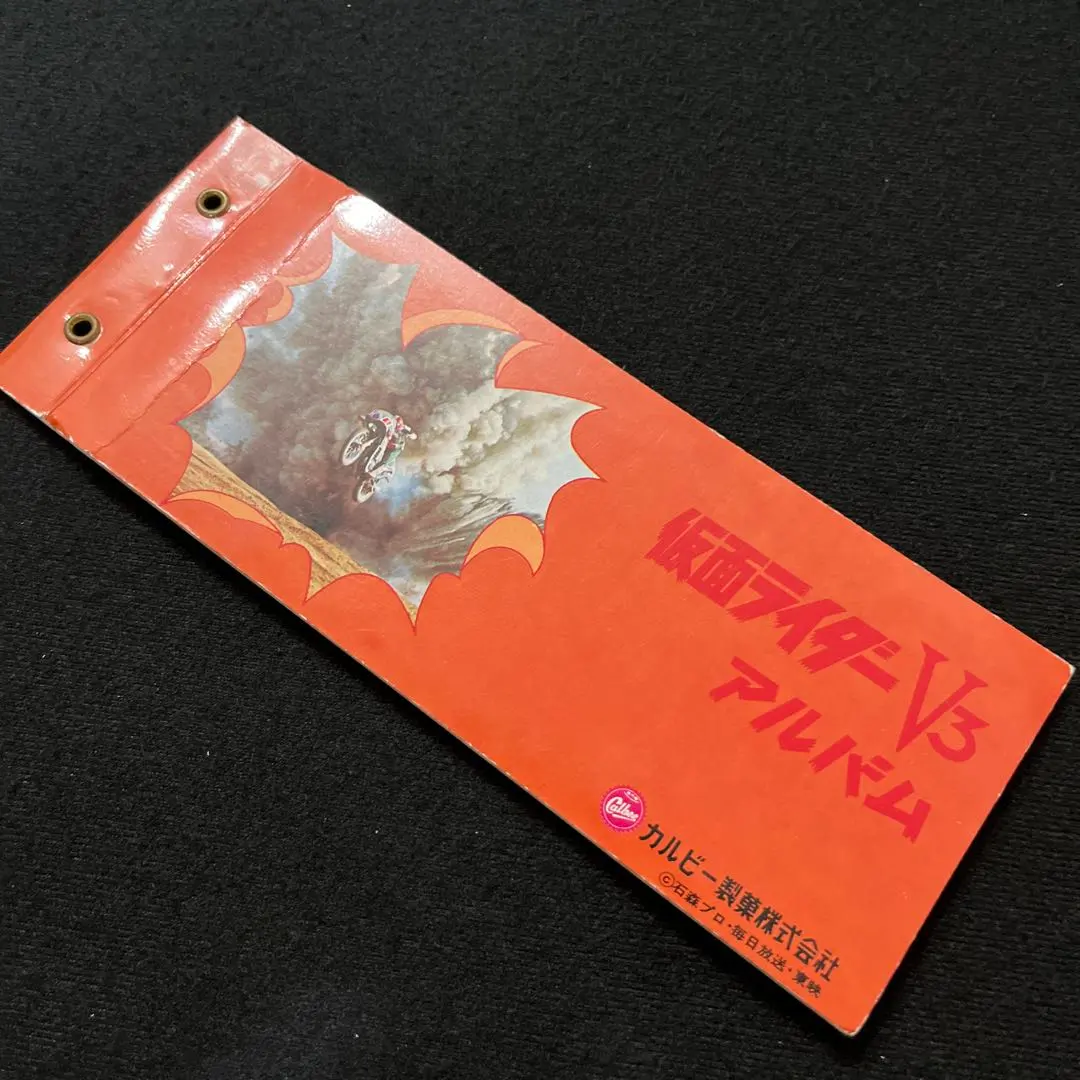 仮面ライダーV3
アルバム
Calbee
カルビー製菓株式会社
©石森プロ・毎日放送・東映